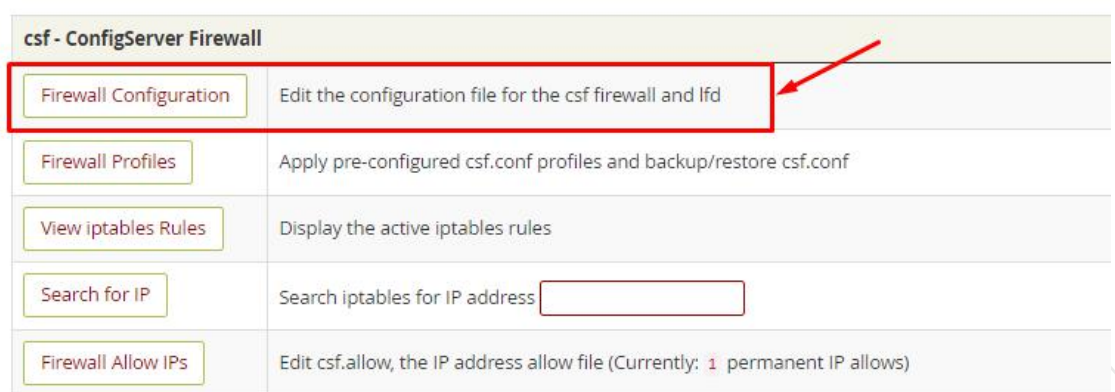 csf - ConfigServer Firewall
Firewall Configuration Edit the configuration file for the csf firewall and lfd
Firewall Profiles Apply pre-configured csf.conf profiles and backup/restore csf.conf
View iptables Rules Display the active iptables rules
Search for IP Search iptables for IP address
Firewall Allow IPs Edit csf.allow, the IP address allow file (Currently: 1 permanent IP allows)